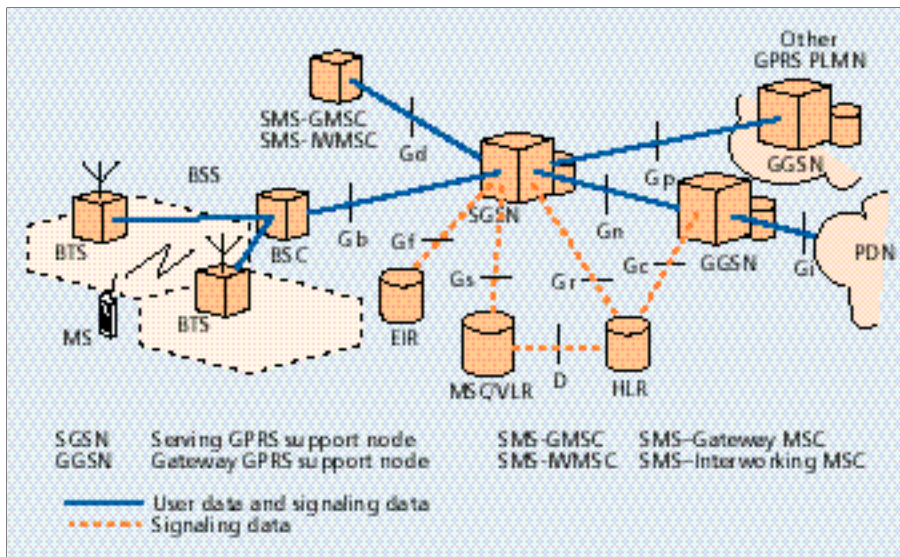 Other
GPRS PLMN
SMS-GMSC
SMS-IWMSC
Gd
GGSN
BSS
Gp
SGSN
Gb
Gn
BTS
BSC
Gf
GGSN
Gi
PDN
Gs
Gr
Gc
BTS
MS
EIR
MSC/VLR
D
HLR
SGSN Serving GPRS support node
GGSN Gateway GPRS support node
SMS-GMSC SMS–Gateway MSC
SMS-IWMSC SMS–Interworking MSC
User data and signaling data
Signaling data